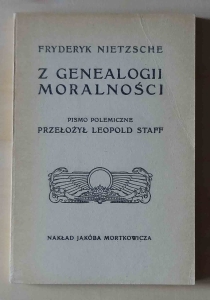 FRYDERYK NIETZSCHE
Z GENEALOGII
MORALNOŚCI
PISMO POLEMICZNE
PRZEŁOŻYŁ LEOPOLD STAFF
NAKŁAD JAKÓBA MORTKOWICZA